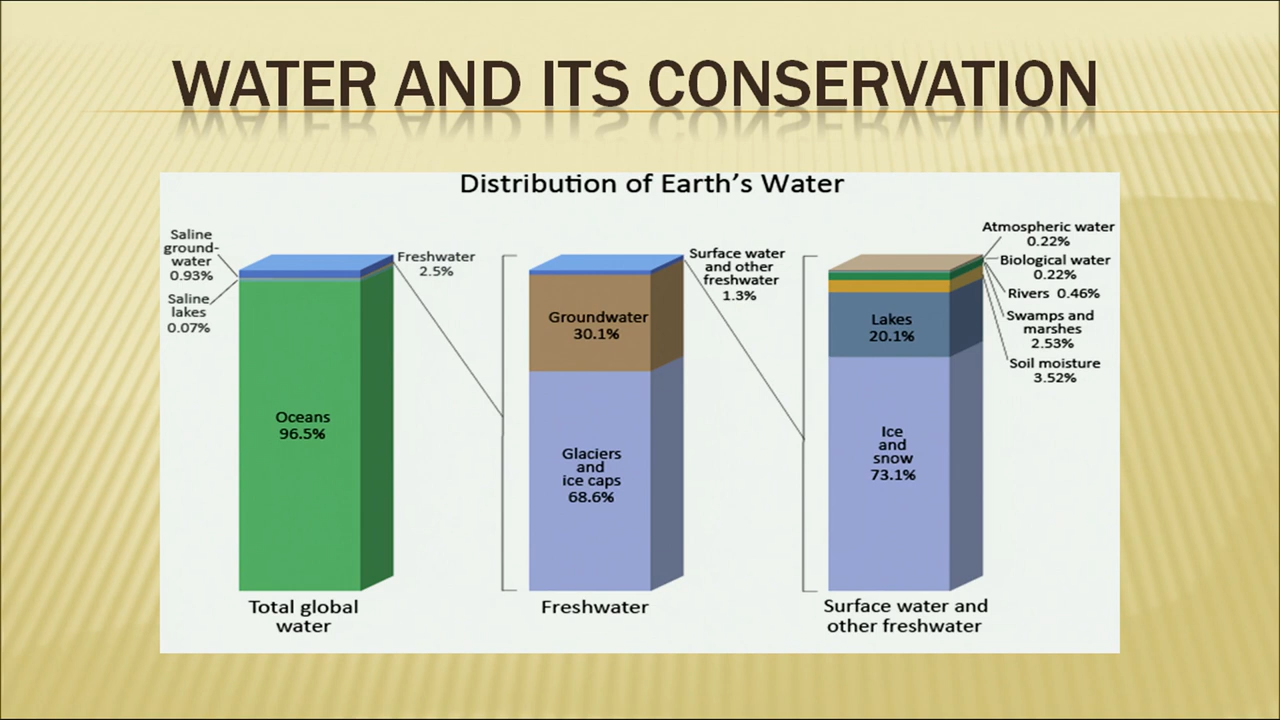 WATER AND ITS CONSERVATION
Distribution of Earth's Water
Saline
ground-
water
0.93%
Saline
lakes
0.07%
Freshwater
2.5%
Oceans
96.5%
Total global
water
Surface water
and other
freshwater
1.3%
Groundwater
30.1%
Glaciers
and
ice caps
68.6%
Freshwater
Atmospheric water
0.22%
Biological water
0.22%
Rivers 0.46%
Swamps and
marshes
2.53%
Soil moisture
3.52%
Lakes
20.1%
Ice
and
snow
73.1%
Surface water and
other freshwater